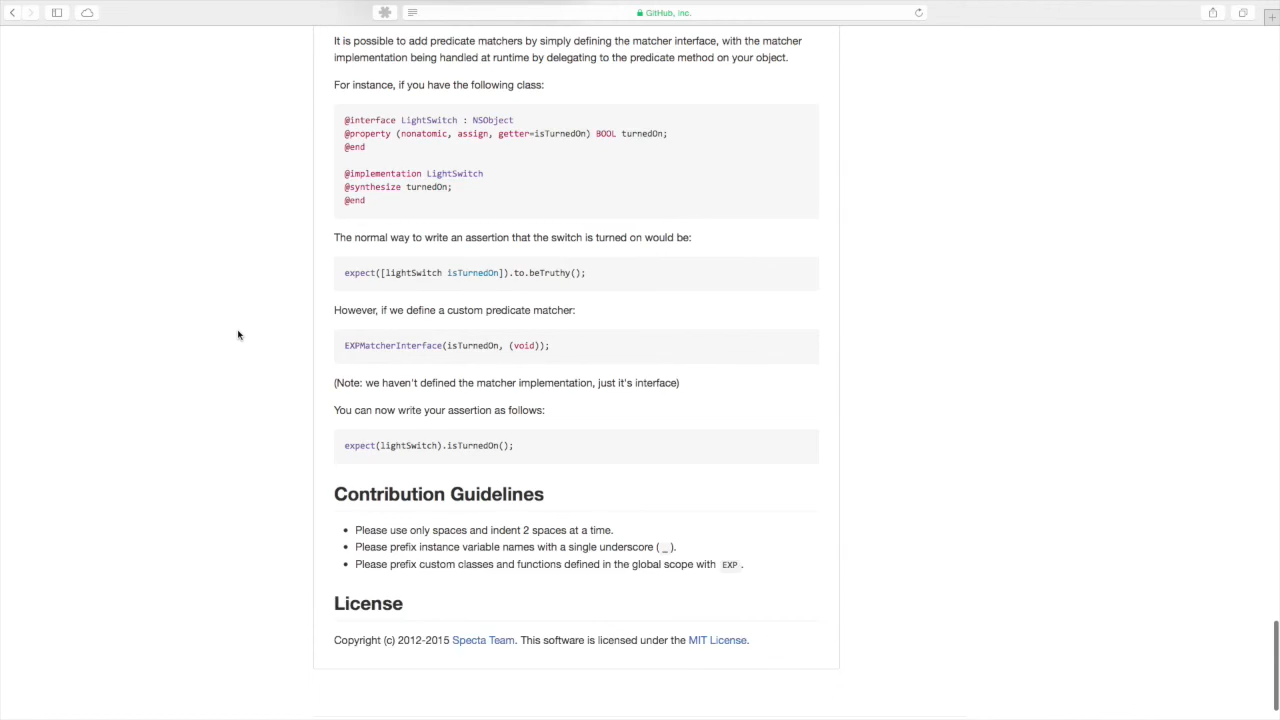 GitHub, Inc.
It is possible to add predicate matchers by simply defining the matcher interface, with the matcher
implementation being handled at runtime by delegating to the predicate method on your object.
For instance, if you have the following class:
@interface LightSwitch : NSObject
@property (nonatomic, assign, getter=isTurnedOn) BOOL turnedOn;
@end
@implementation LightSwitch
@synthesize turnedOn;
@end
The normal way to write an assertion that the switch is turned on would be:
expect([lightSwitch isTurnedOn]).to.beTruthy();
However, if we define a custom predicate matcher:
EXPMatcherInterface(isTurnedOn, (void));
(Note: we haven't defined the matcher implementation, just it's interface)
You can now write your assertion as follows:
expect(lightSwitch).isTurnedOn();
Contribution Guidelines
• Please use only spaces and indent 2 spaces at a time.
• Please prefix instance variable names with a single underscore ( _ ).
• Please prefix custom classes and functions defined in the global scope with EXP .
License
Copyright (c) 2012-2015 Specta Team. This software is licensed under the MIT License.